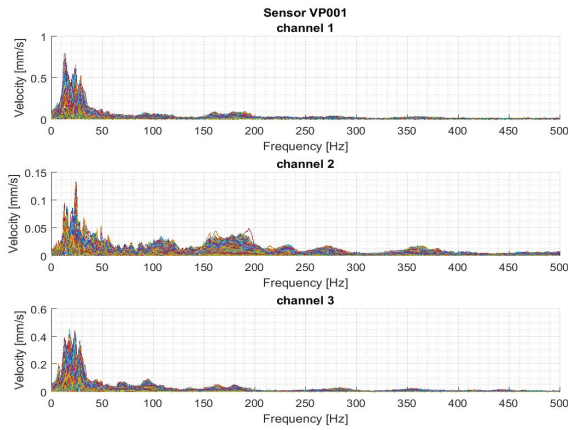 Sensor VP001
channel 1
1
0.5
0
Velocity [mm/s]
0 50 100 150 200 250 300 350 400 450 500
Frequency [Hz]
channel 2
0.15
0.1
0.05
0
Velocity [mm/s]
0 50 100 150 200 250 300 350 400 450 500
Frequency [Hz]
channel 3
0.6
0.4
0.2
0
Velocity [mm/s]
0 50 100 150 200 250 300 350 400 450 500
Frequency [Hz]